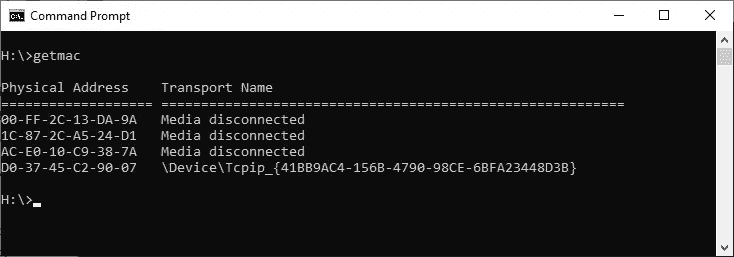 Command Prompt
H:\>getmac
Physical Address    Transport Name
=================== ==========================================================
00-FF-2C-13-DA-9A   Media disconnected
1C-87-2C-A5-24-D1   Media disconnected
AC-E0-10-C9-38-7A   Media disconnected
D0-37-45-C2-90-07   \Device\Tcpip_{41BB9AC4-156B-4790-98CE-6BFA23448D3B}
H:\>